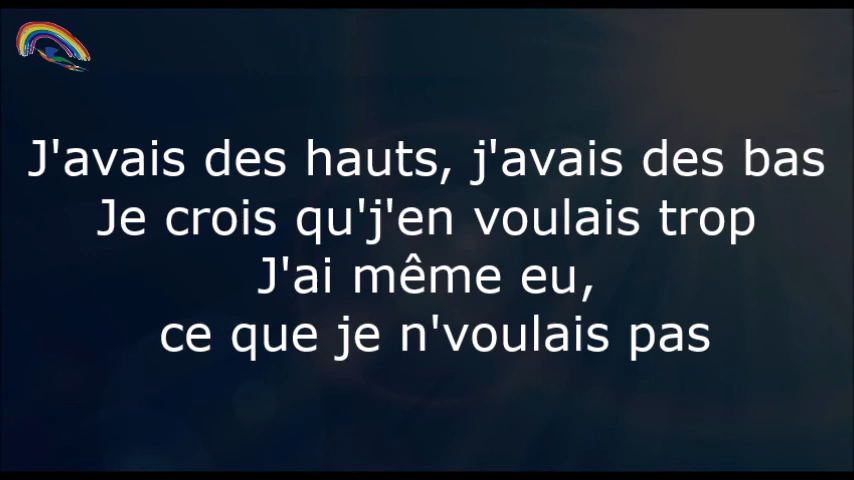 J'avais des hauts, j'avais des bas
Je crois qu'j'en voulais trop
J'ai même eu,
ce que je n'voulais pas